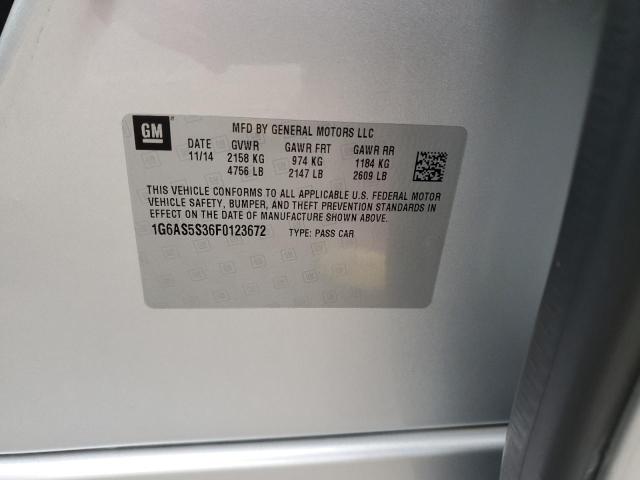 GM
MFD BY GENERAL MOTORS LLC
DATE GVWR GAWR FRT GAWR RR
11/14 2158 KG 974 KG 1184 KG
4756 LB 2147 LB 2609 LB
THIS VEHICLE CONFORMS TO ALL APPLICABLE U.S. FEDERAL MOTOR
VEHICLE SAFETY, BUMPER, AND THEFT PREVENTION STANDARDS IN
EFFECT ON THE DATE OF MANUFACTURE SHOWN ABOVE.
1G6AS5S36F0123672 TYPE: PASS CAR